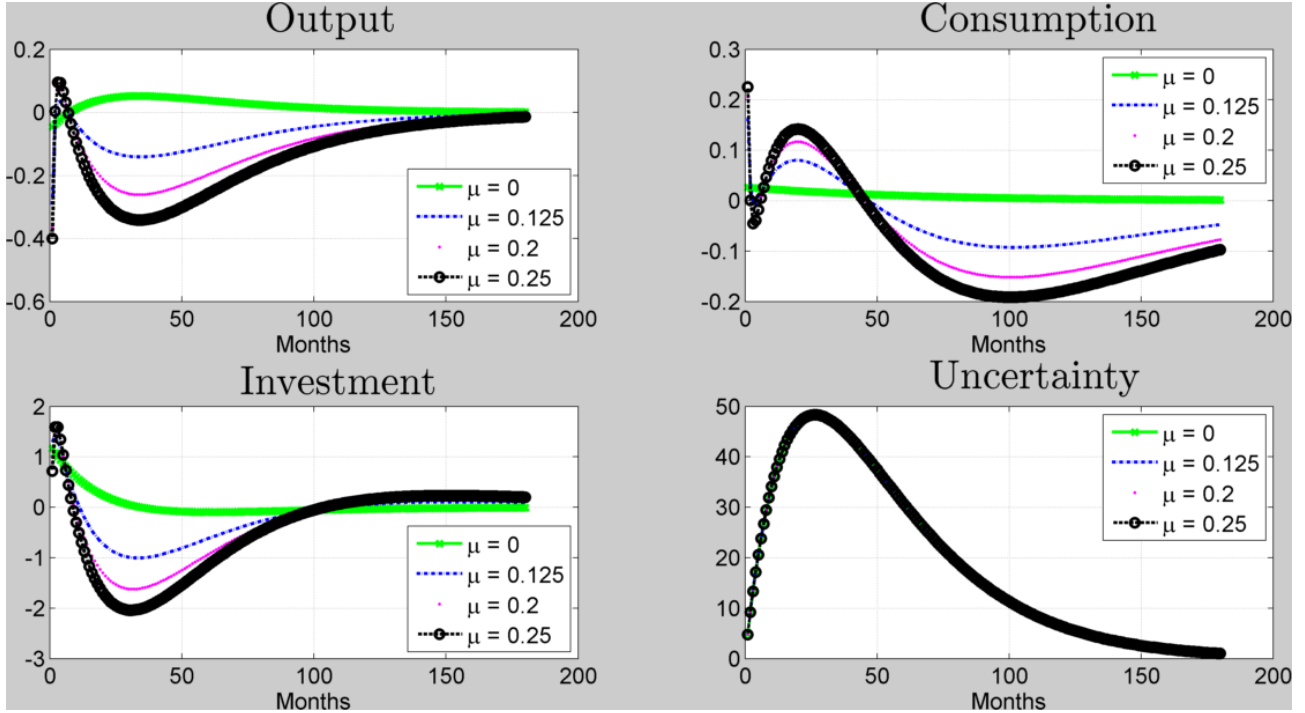 Output
0.2
0
-0.2
-0.4
-0.6
0
50
100
150
200
Months
μ = 0
μ = 0.125
μ = 0.2
μ = 0.25
Consumption
0.3
0.2
0.1
0
-0.1
-0.2
0
50
100
150
200
Months
μ = 0
μ = 0.125
μ = 0.2
μ = 0.25
Investment
2
1
0
-1
-2
-3
0
50
100
150
200
Months
μ = 0
μ = 0.125
μ = 0.2
μ = 0.25
Uncertainty
50
40
30
20
10
0
0
50
100
150
200
Months
μ = 0
μ = 0.125
μ = 0.2
μ = 0.25